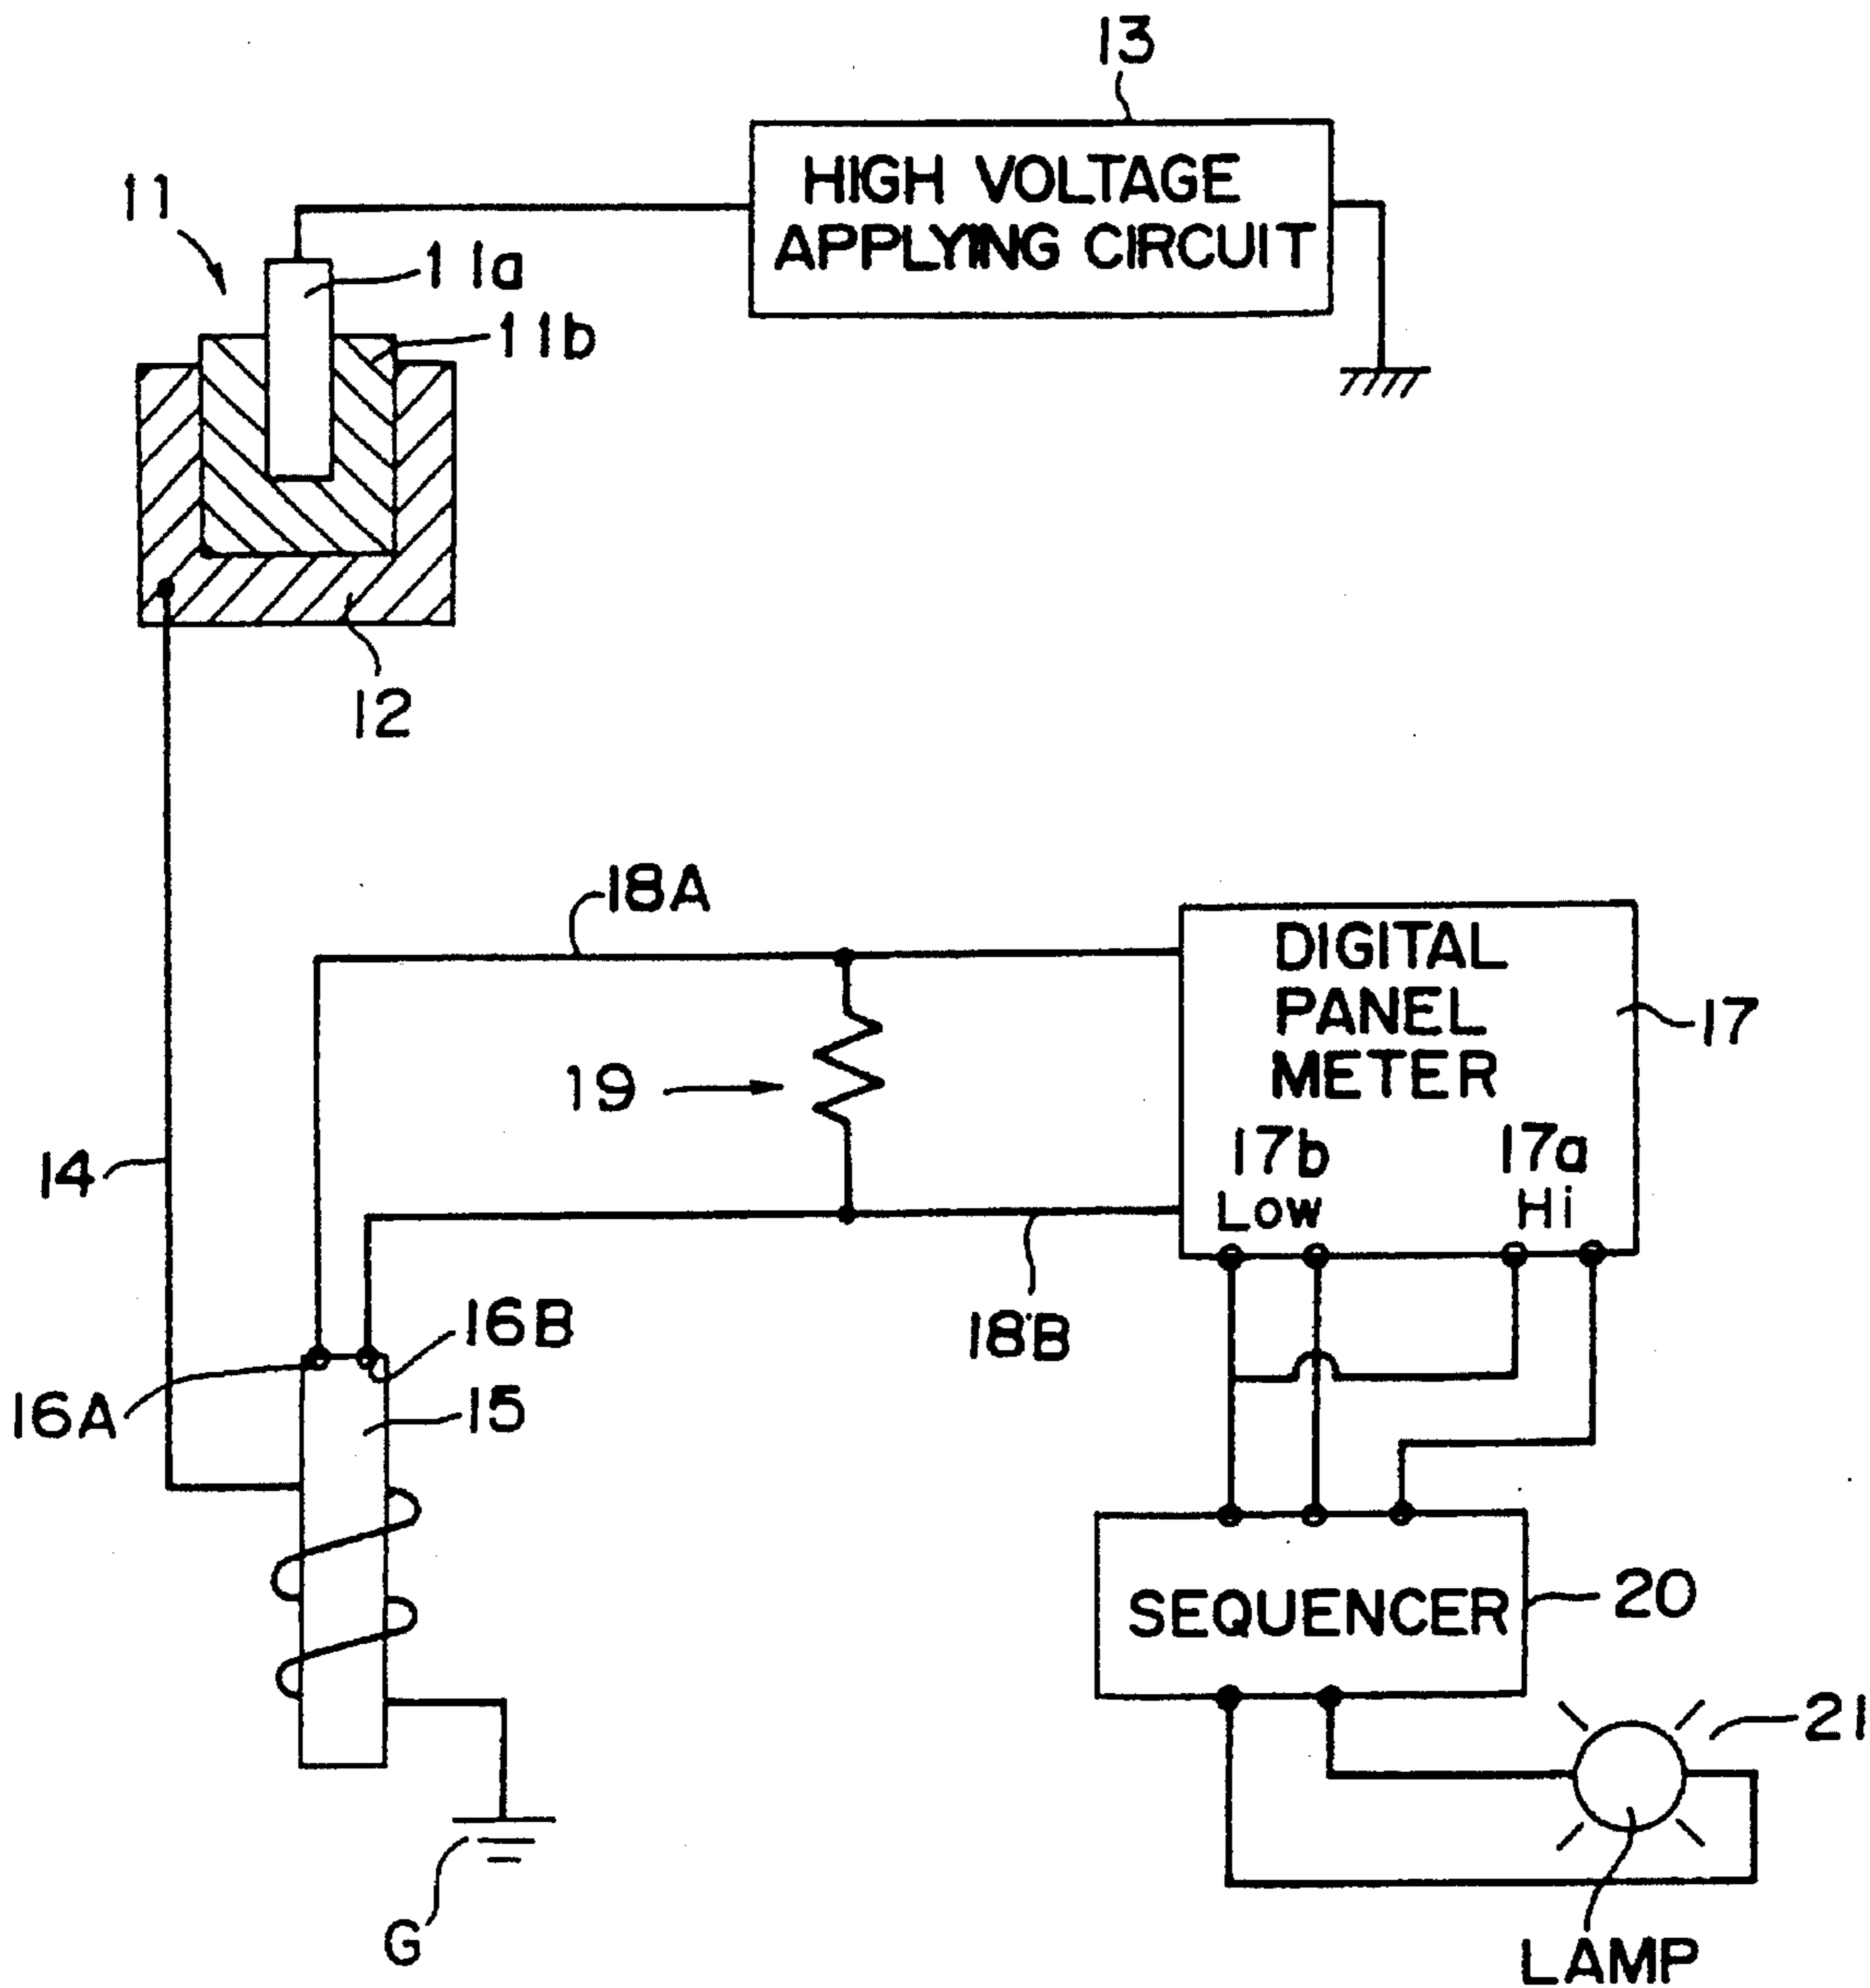 13
HIGH VOLTAGE
APPLYING CIRCUIT
11
11a
11b
12
18A
DIGITAL
PANEL
METER
17
19
17b
17a
Low
Hi
14
18B
16B
16A
15
SEQUENCER
20
21
G
LAMP